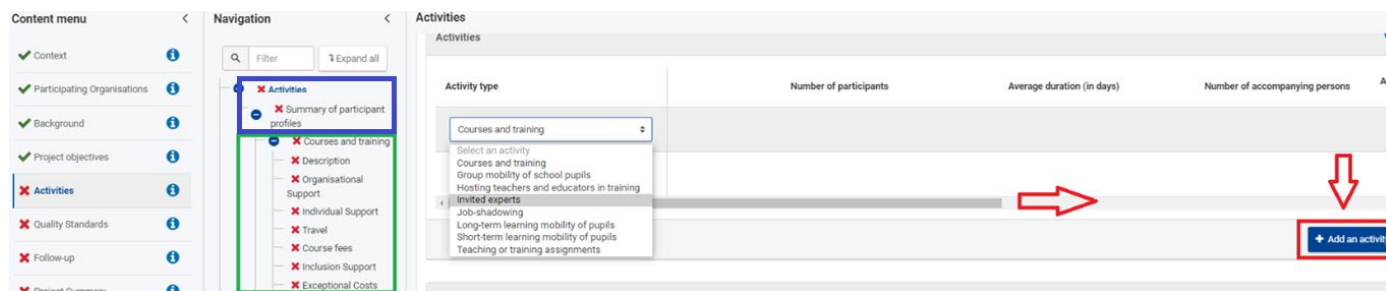 Content menu
Context
Participating Organisations
Background
Project objectives
Activities
Quality Standards
Follow-up
Project Summary
Navigation
Filter
Expand all
Activities
Summary of participant
profiles
Courses and training
Description
Organisational
Support
Individual Support
Travel
Course fees
Inclusion Support
Exceptional Costs
Activities
Activities
Activity type
Number of participants
Average duration (in days)
Number of accompanying persons
Courses and training
Select an activity
Courses and training
Group mobility of school pupils
Hosting teachers and educators in training
Invited experts
Job-shadowing
Long-term learning mobility of pupils
Short-term learning mobility of pupils
Teaching or training assignments
+ Add an activity